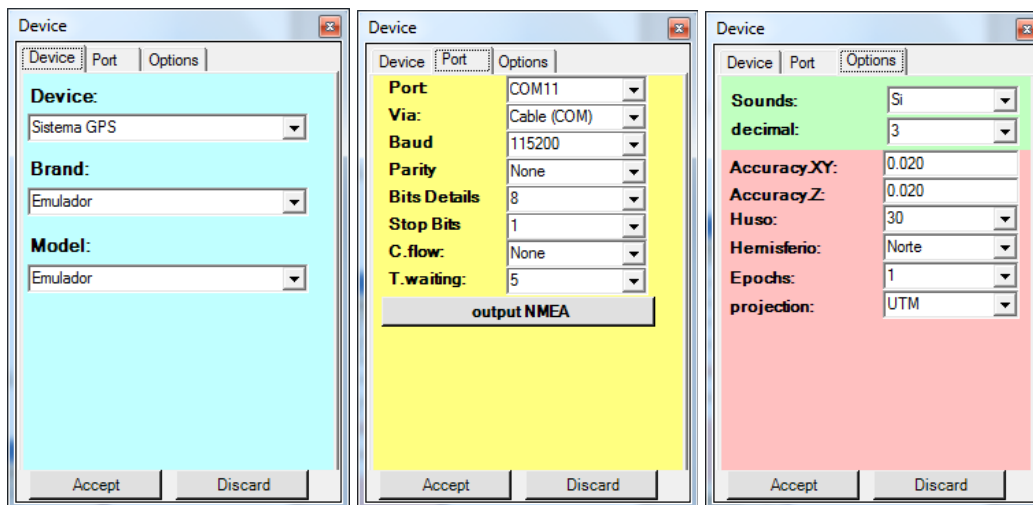 Device
Device Port Options
Device:
Sistema GPS
Brand:
Emulador
Model:
Emulador
Accept Discard
Device
Device Port Options
Port: COM11
Via: Cable (COM)
Baud 115200
Parity None
Bits Details 8
Stop Bits 1
C.flow: None
T.waiting: 5
output NMEA
Accept Discard
Device
Device Port Options
Sounds: Si
decimal: 3
Accuracy.XY: 0.020
Accuracy.Z: 0.020
Huso: 30
Hemisferio: Norte
Epochs: 1
projection: UTM
Accept Discard